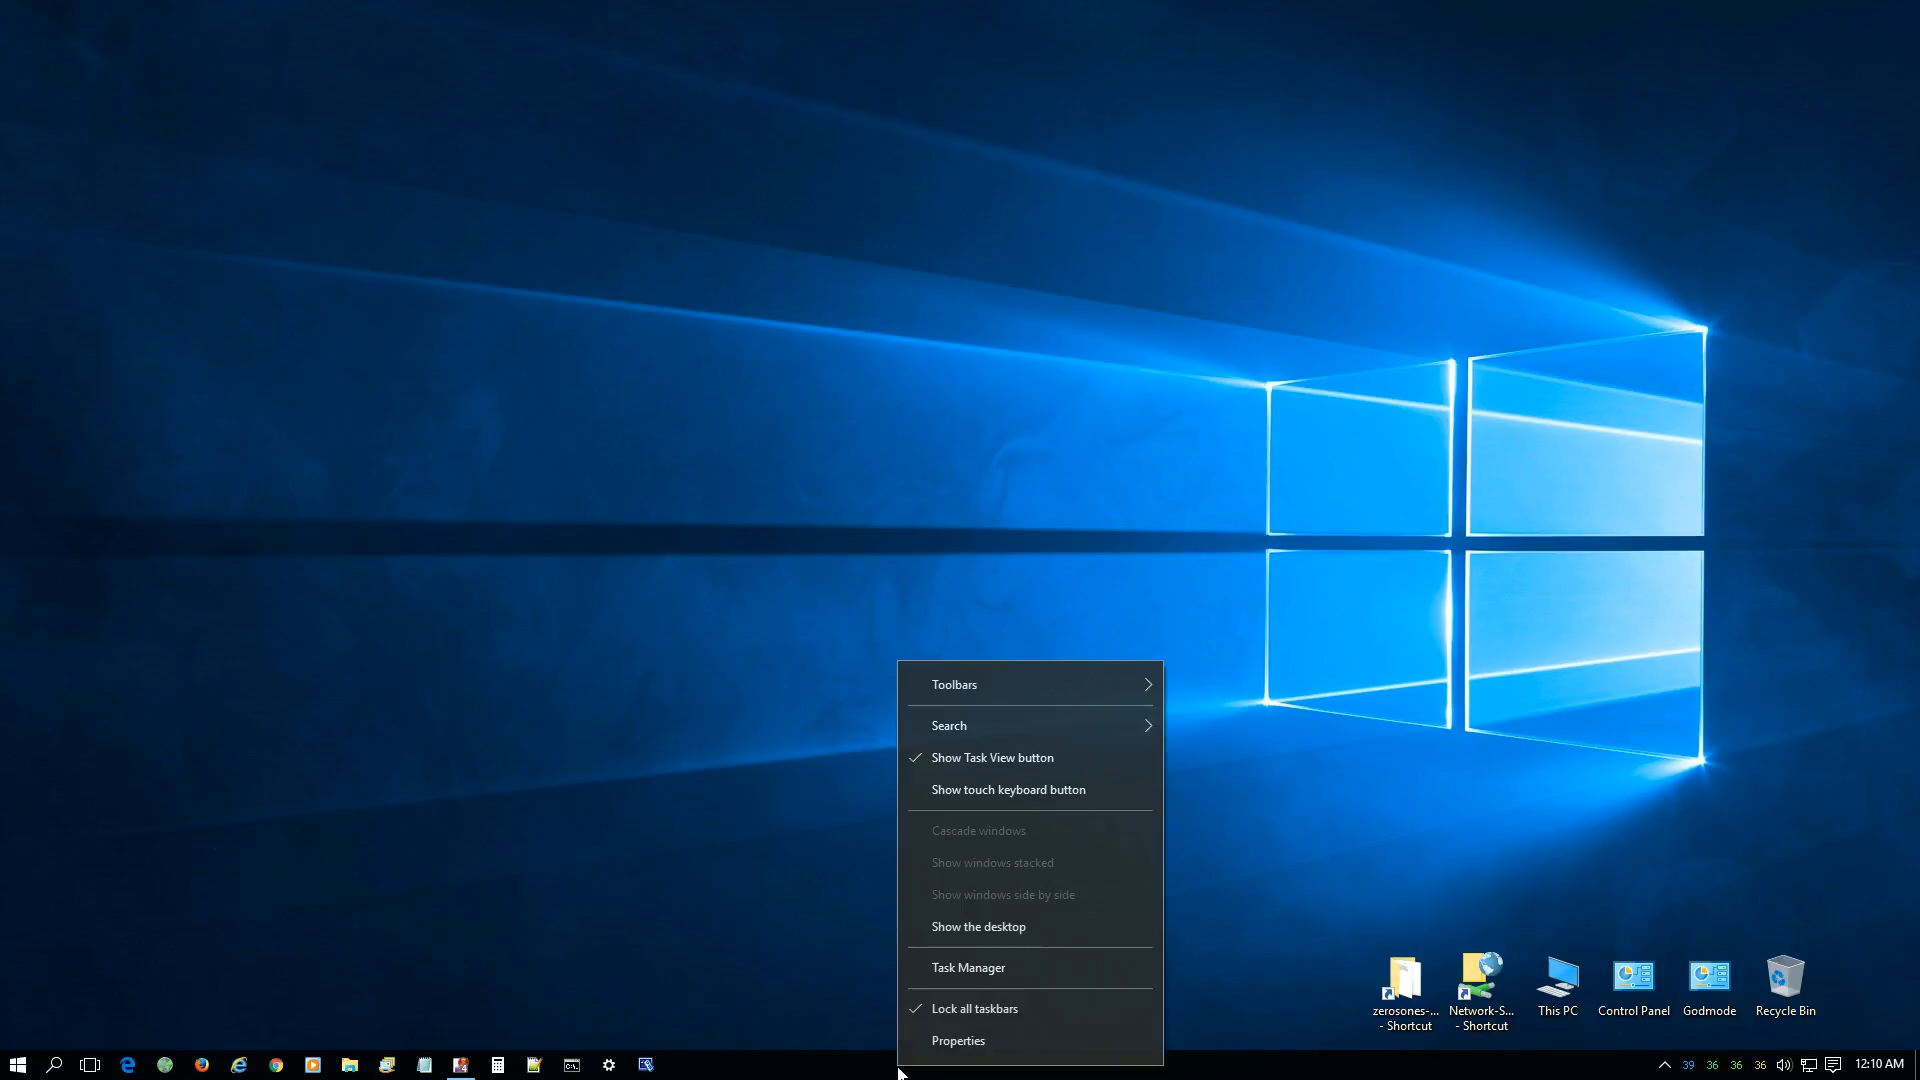 Toolbars
Search
Show Task View button
Show touch keyboard button
Cascade windows
Show windows stacked
Show windows side by side
Show the desktop
Task Manager
Lock all taskbars
Properties
zerosones-... - Shortcut
Network-S... - Shortcut
This PC
Control Panel
Godmode
Recycle Bin
39 36 36 36 12:10 AM